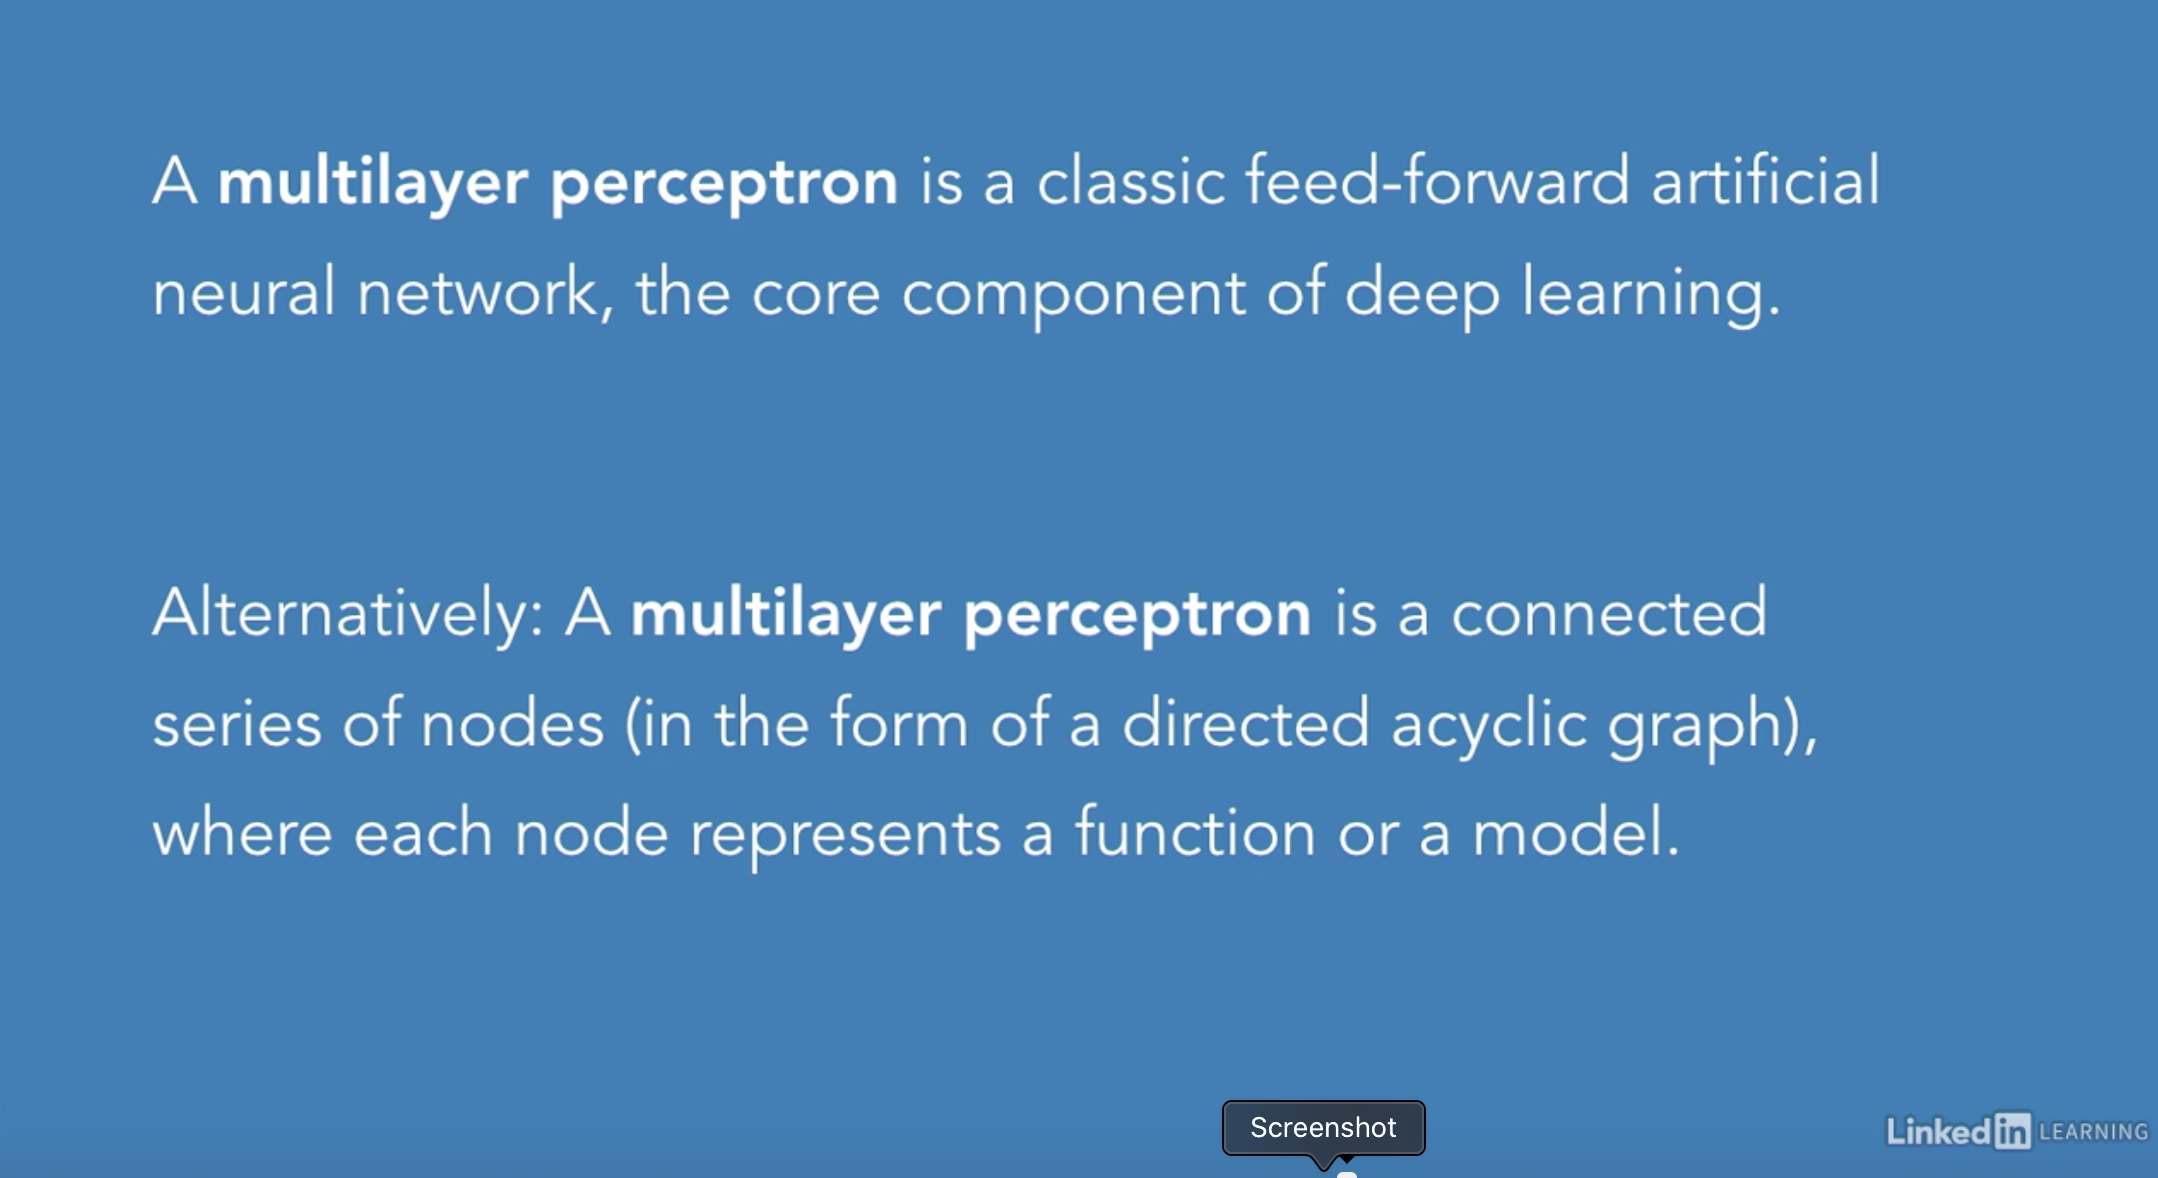 A multilayer perceptron is a classic feed-forward artificial
neural network, the core component of deep learning.
Alternatively: A multilayer perceptron is a connected
series of nodes (in the form of a directed acyclic graph),
where each node represents a function or a model.
Screenshot
Linked in LEARNING